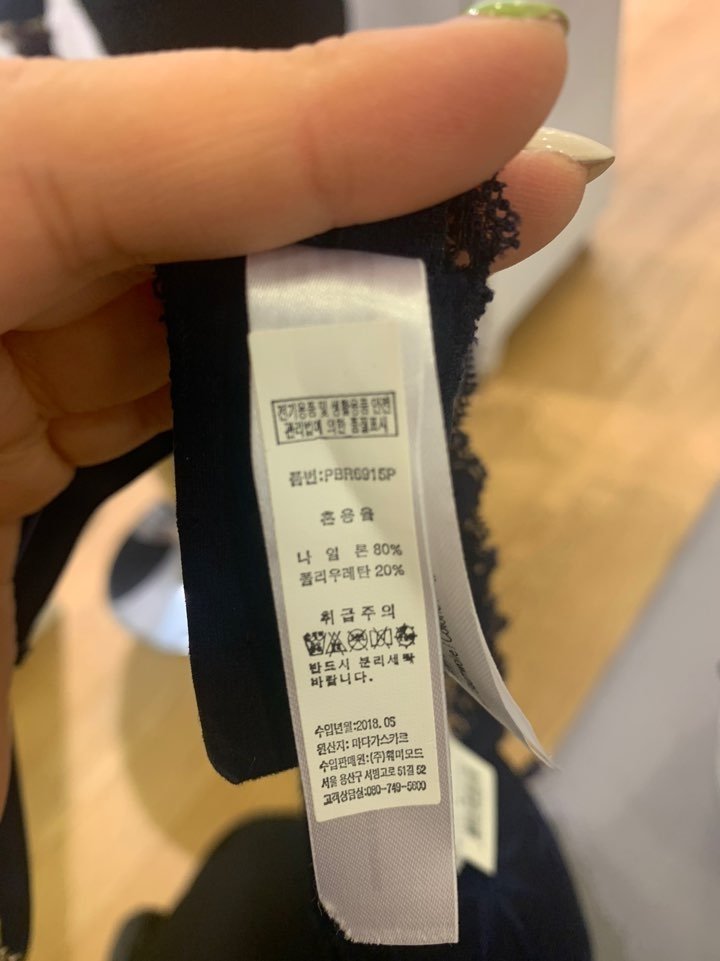 전기용품 및 생활용품 안전
관리법에 의한 품질표시
품번:PBR6915P
혼용율
나 일 론 80%
폴리우레탄 20%
취급주의
반드시 분리세탁
바랍니다.
수입년월:2018. 05
원산지: 마다가스카르
수입판매원:(주)훼미모드
서울 용산구 서빙고로 51길 52
고객상담실:080-749-5600